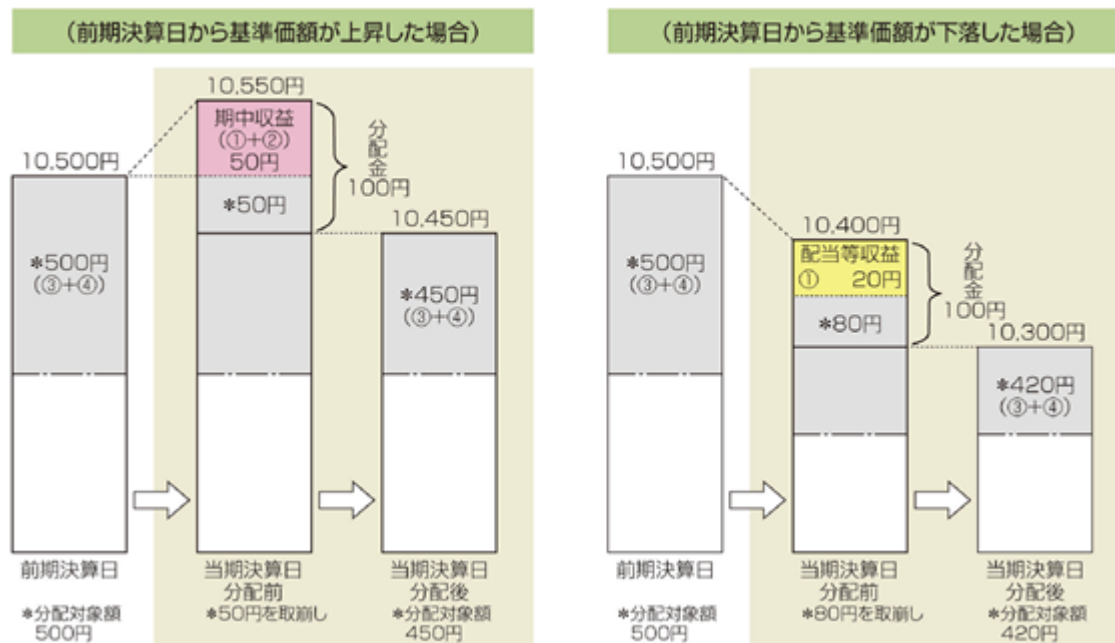 (前期決算日から基準価額が上昇した場合)
10,500円
*500円
(③+④)
10,550円
期中収益
(①+②)
50円
*50円
分配金
100円
10,450円
*450円
(③+④)
前期決算日
*分配対象額
500円
当期決算日
分配前
*50円を取崩し
当期決算日
分配後
*分配対象額
450円
(前期決算日から基準価額が下落した場合)
10,500円
*500円
(③+④)
10,400円
配当等収益
① 20円
*80円
分配金
100円
10,300円
*420円
(③+④)
前期決算日
*分配対象額
500円
当期決算日
分配前
*80円を取崩し
当期決算日
分配後
*分配対象額
420円